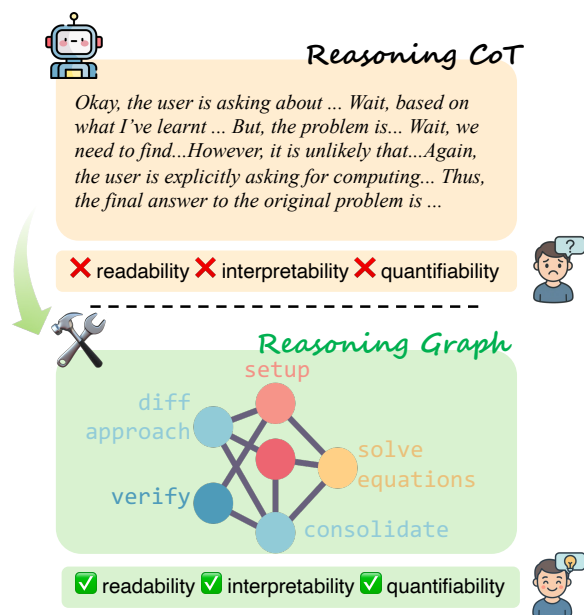 Reasoning CoT
Okay, the user is asking about ... Wait, based on
what I've learnt ... But, the problem is... Wait, we
need to find...However, it is unlikely that...Again,
the user is explicitly asking for computing... Thus,
the final answer to the original problem is ...
?
❌ readability ❌ interpretability ❌ quantifiability
Reasoning Graph
setup
diff
approach
solve
equations
verify
consolidate
✅ readability ✅ interpretability ✅ quantifiability